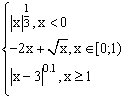 |x|^{1/3}, x < 0
-2x + √x, x ∈ [0;1)
|x - 3|^{0.1}, x ≥ 1